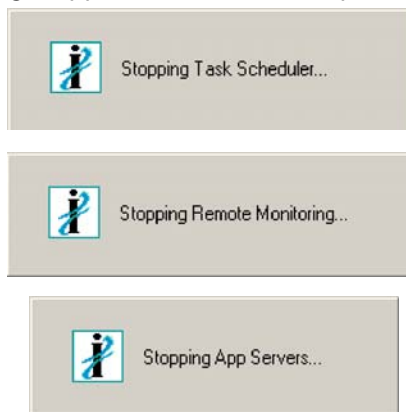 Stopping Task Scheduler...
Stopping Remote Monitoring...
Stopping App Servers...